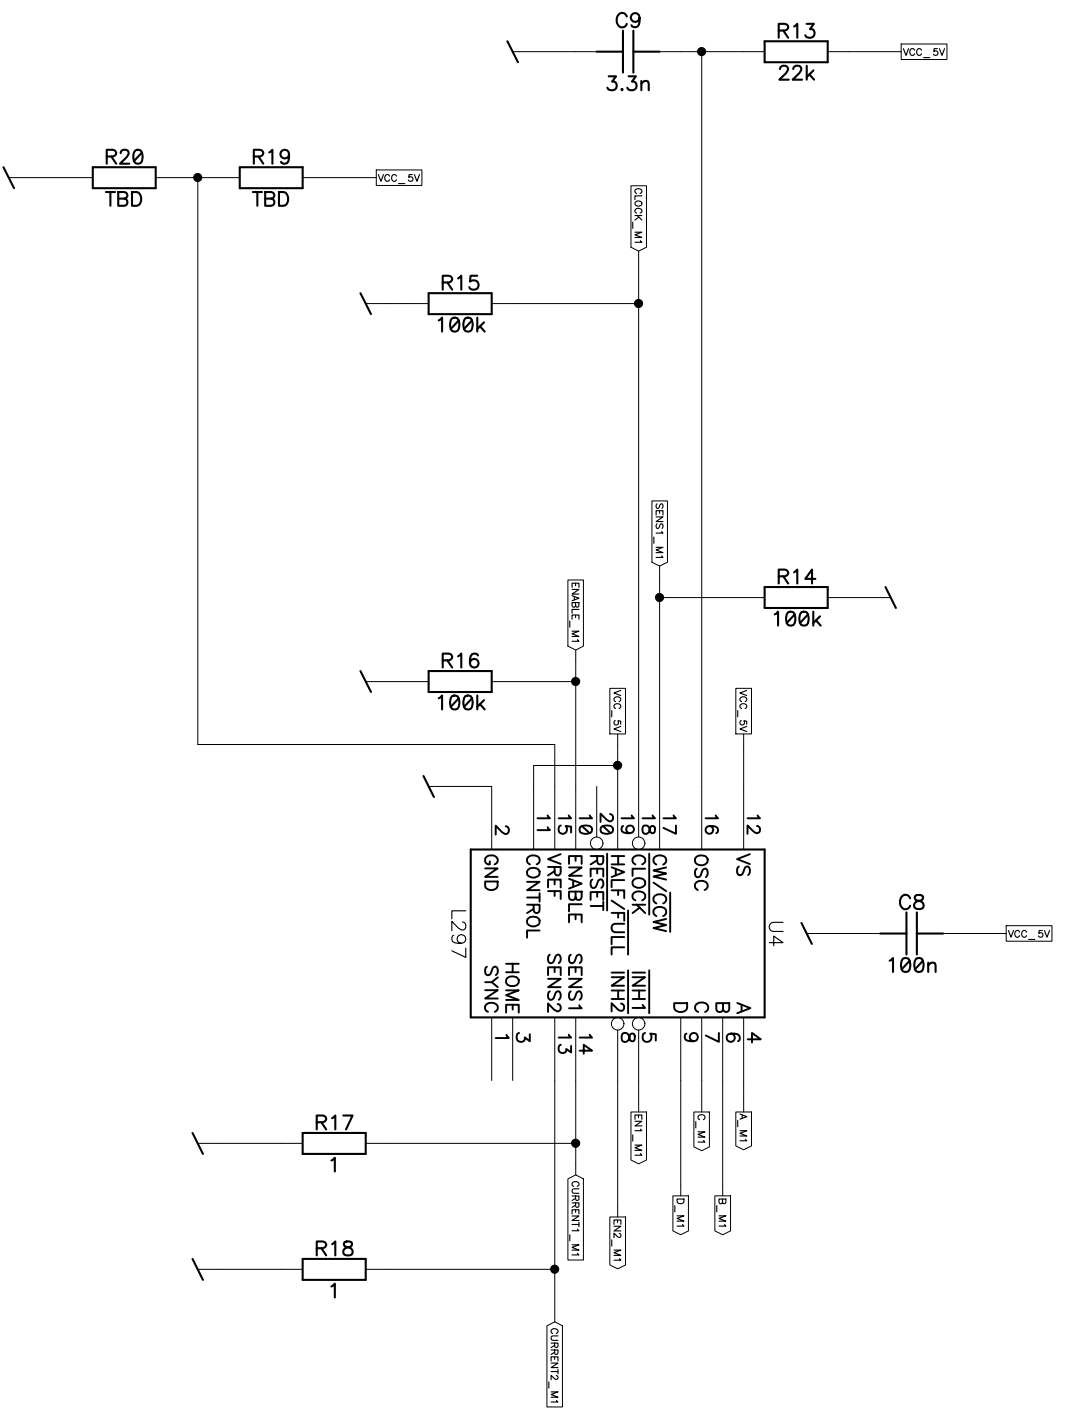 C9
3.3n
R13
22k
VCC_5V
R20
TBD
R19
TBD
VCC_5V
CLOCK_M1
R15
100k
SENS1_M1
R14
100k
ENABLE_M1
R16
100k
VCC_5V
VCC_5V
2
11
15
10
20
19
18
17
16
12
GND
CONTROL
VREF
ENABLE
RESET
HALF/FULL
CLOCK
CW/CCW
OSC
VS
L297
U4
C8
100n
VCC_5V
SYNC
HOME
SENS2
SENS1
INH2
INH1
D
C
B
A
1
3
13
14
8
5
9
7
6
4
EN1_M1
C_M1
A_M1
R17
1
CURRENT1_M1
EN2_M1
D_M1
B_M1
R18
1
CURRENT2_M1